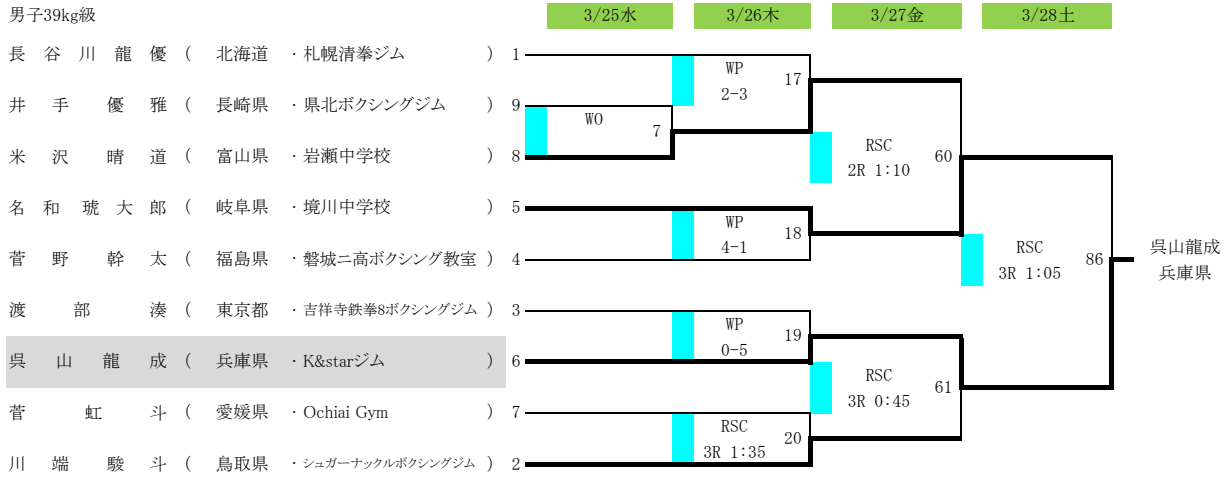 男子39kg級 3/25水 3/26木 3/27金 3/28土
長谷川龍優 ( 北海道 ・札幌清拳ジム ) 1
WP 17
2-3
井手優雅 ( 長崎県 ・県北ボクシングジム ) 9
WO 7
RSC 60
2R 1:10
米沢晴道 ( 富山県 ・岩瀬中学校 ) 8
名和琥大郎 ( 岐阜県 ・境川中学校 ) 5
WP 18
4-1
RSC 86
3R 1:05
呉山龍成
兵庫県
菅野幹太 ( 福島県 ・磐城ニ高ボクシング教室 ) 4
渡部湊 ( 東京都 ・吉祥寺鉄拳8ボクシングジム ) 3
WP 19
0-5
呉山龍成 ( 兵庫県 ・K&starジム ) 6
RSC 61
3R 0:45
菅虹斗 ( 愛媛県 ・Ochiai Gym ) 7
RSC 20
3R 1:35
川端駿斗 ( 鳥取県 ・シュガーナックルボクシングジム ) 2